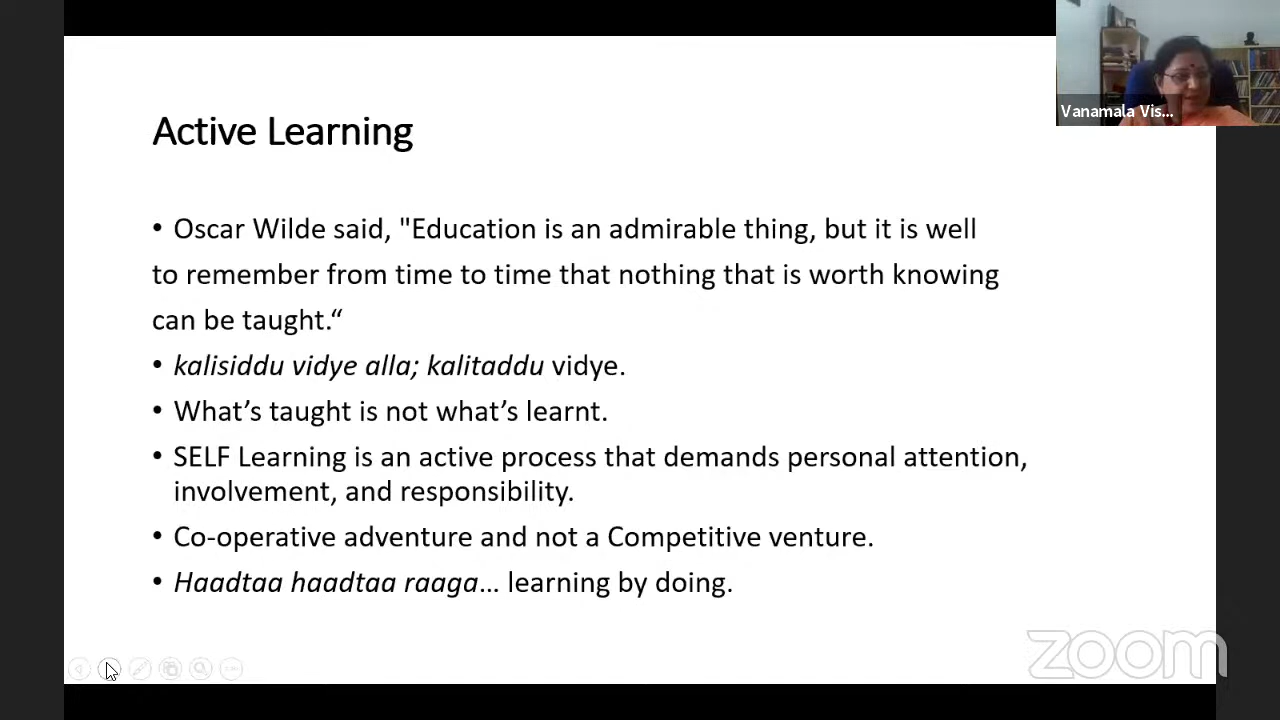 Active Learning
• Oscar Wilde said, "Education is an admirable thing, but it is well
to remember from time to time that nothing that is worth knowing
can be taught.“
• kalisiddu vidye alla; kalitaddu vidye.
• What’s taught is not what’s learnt.
• SELF Learning is an active process that demands personal attention,
involvement, and responsibility.
• Co-operative adventure and not a Competitive venture.
• Haadtaa haadtaa raaga… learning by doing.
Vanamala Vis...
zoom